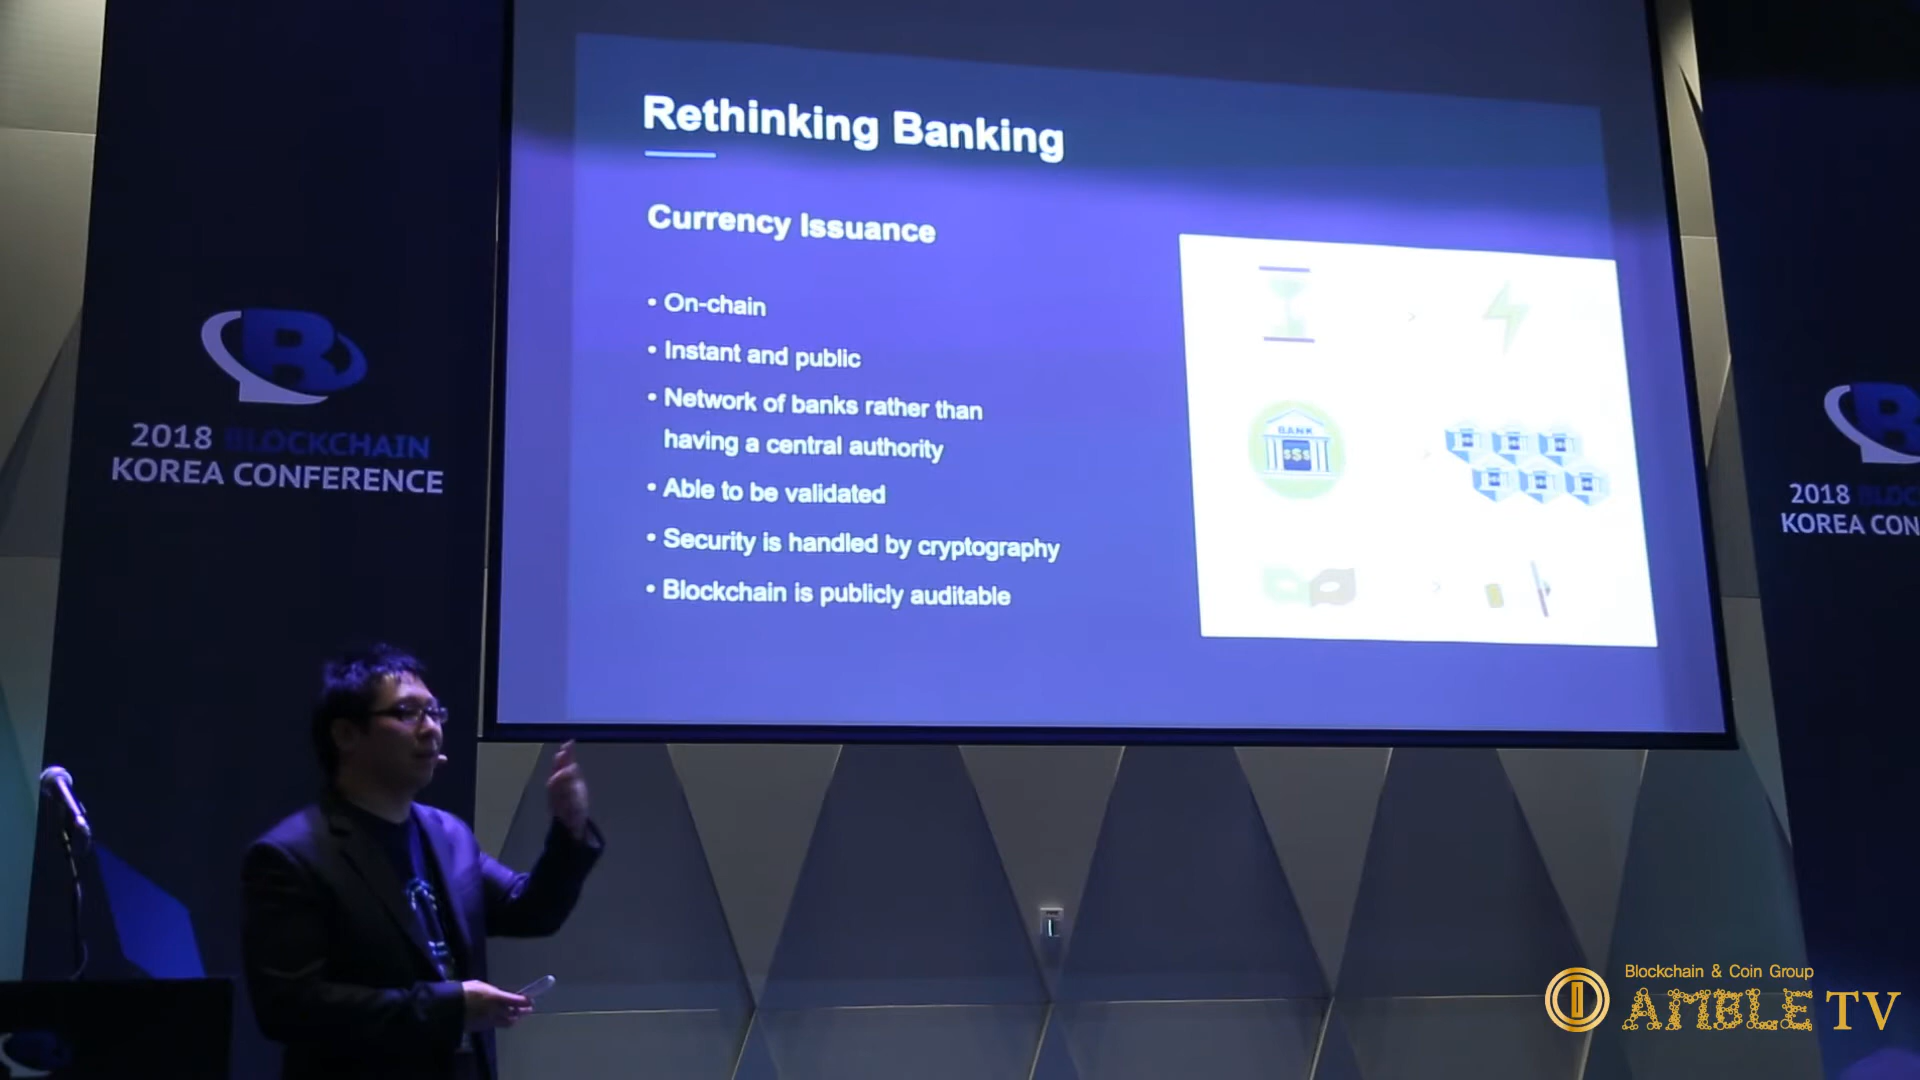 Rethinking Banking
Currency Issuance
• On-chain
• Instant and public
• Network of banks rather than
having a central authority
• Able to be validated
• Security is handled by cryptography
• Blockchain is publicly auditable
BANK
$$$
B
2018 BLOCKCHAIN
KOREA CONFERENCE
2018 BLOC
KOREA CON
Blockchain & Coin Group
AMBLE TV